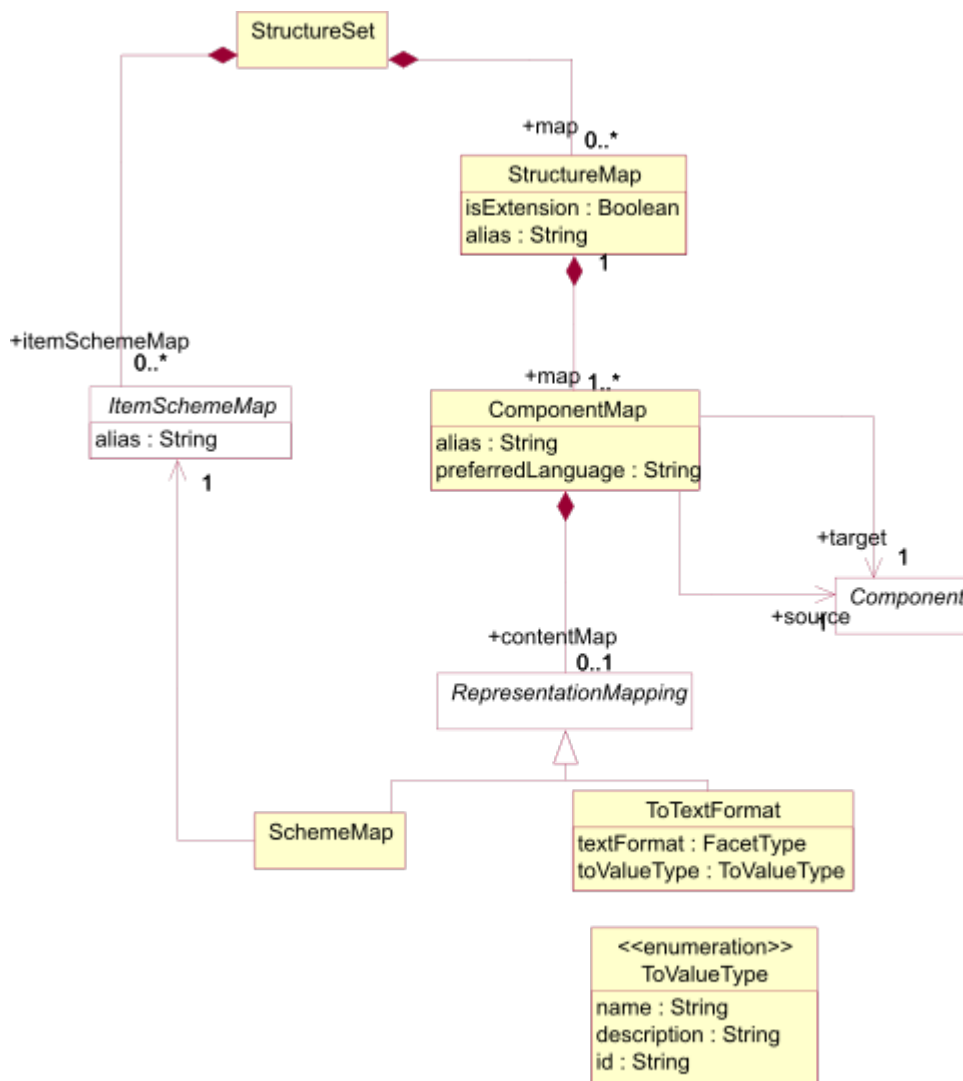 StructureSet
+map
0..*
StructureMap
isExtension : Boolean
alias : String
1
+itemSchemeMap
0..*
+map
1..*
ItemSchemeMap
alias : String
1
ComponentMap
alias : String
preferredLanguage : String
+target
1
Component
+source
1
+contentMap
0..1
RepresentationMapping
SchemeMap
ToTextFormat
textFormat : FacetType
toValueType : ToValueType
<<enumeration>>
ToValueType
name : String
description : String
id : String